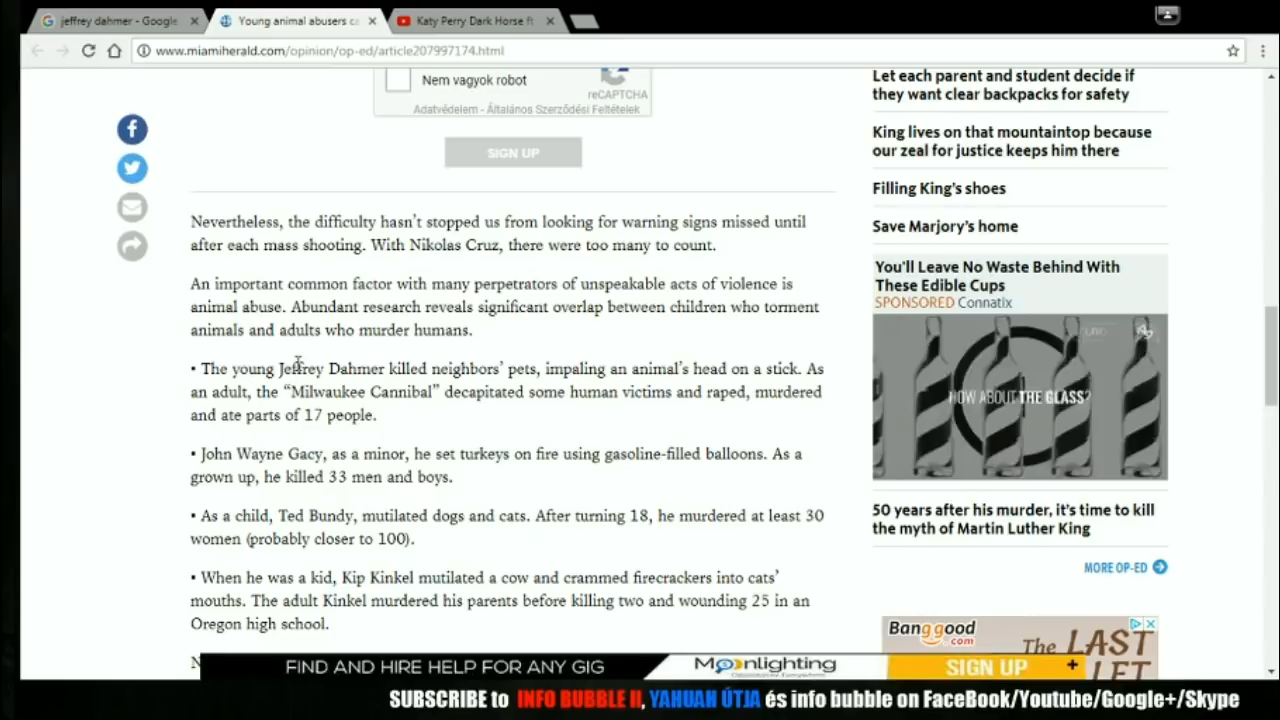 jeffrey dahmer - Google
Young animal abusers ca
Katy Perry Dark Horse ft
www.miamiherald.com/opinion/op-ed/article207997174.html
Nem vagyok robot
reCAPTCHA
Adatvédelem - Általános Szerződési Feltételek
SIGN UP
Nevertheless, the difficulty hasn't stopped us from looking for warning signs missed until
after each mass shooting. With Nikolas Cruz, there were too many to count.
An important common factor with many perpetrators of unspeakable acts of violence is
animal abuse. Abundant research reveals significant overlap between children who torment
animals and adults who murder humans.
• The young Jeffrey Dahmer killed neighbors' pets, impaling an animal's head on a stick. As
an adult, the “Milwaukee Cannibal” decapitated some human victims and raped, murdered
and ate parts of 17 people.
• John Wayne Gacy, as a minor, he set turkeys on fire using gasoline-filled balloons. As a
grown up, he killed 33 men and boys.
• As a child, Ted Bundy, mutilated dogs and cats. After turning 18, he murdered at least 30
women (probably closer to 100).
• When he was a kid, Kip Kinkel mutilated a cow and crammed firecrackers into cats'
mouths. The adult Kinkel murdered his parents before killing two and wounding 25 in an
Oregon high school.
Let each parent and student decide if
they want clear backpacks for safety
King lives on that mountaintop because
our zeal for justice keeps him there
Filling King's shoes
Save Marjory's home
You'll Leave No Waste Behind With
These Edible Cups
SPONSORED Connatix
HOW ABOUT THE GLASS?
50 years after his murder, it's time to kill
the myth of Martin Luther King
MORE OP-ED
Banggood
.com
The LAST
LET
FIND AND HIRE HELP FOR ANY GIG
Moonlighting
SIGN UP
SUBSCRIBE to INFO BUBBLE II, YAHUAH ÚTJA és info bubble on FaceBook/Youtube/Google+/Skype